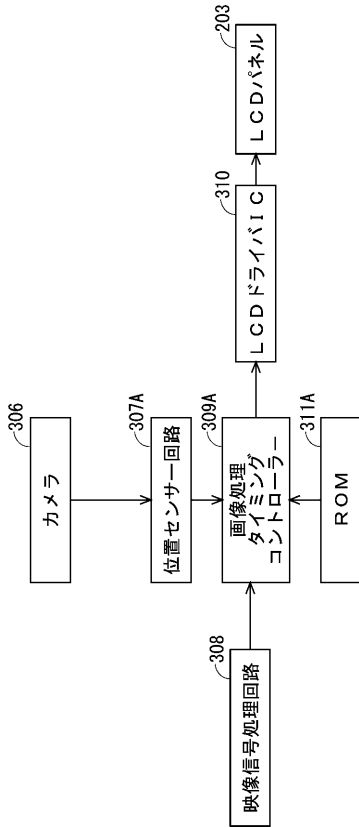 306
カメラ
307A
位置センサー回路
308
映像信号処理回路
309A
画像処理
タイミング
コントローラー
310
LCDドライバIC
203
LCDパネル
311A
ROM